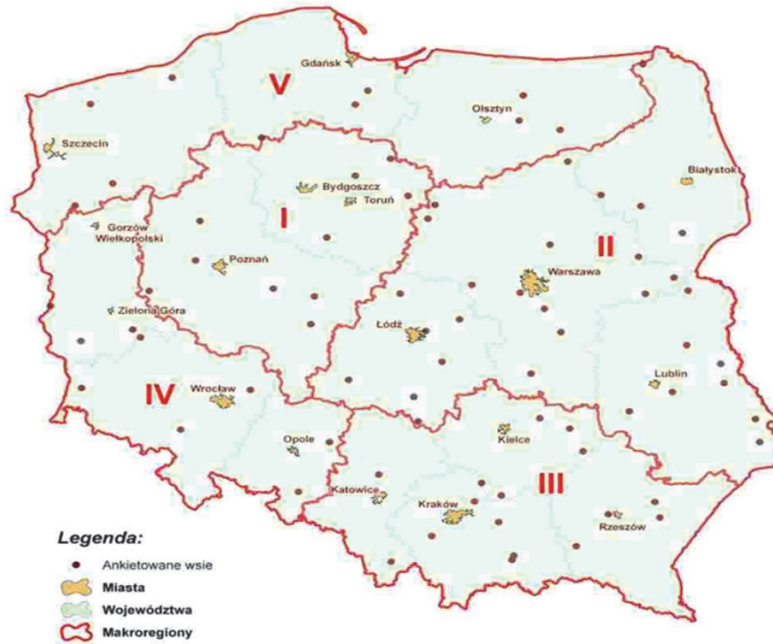 Gdańsk
V
Olsztyn
Szczecin
Białystok
Bydgoszcz
Toruń
Gorzów
Wielkopolski
I
II
Poznań
Warszawa
Zielona Góra
Łódź
IV
Wrocław
Lublin
Opole
Kielce
Katowice
III
Kraków
Rzeszów
Legenda:
Ankietowane wsie
Miasta
Województwa
Makroregiony